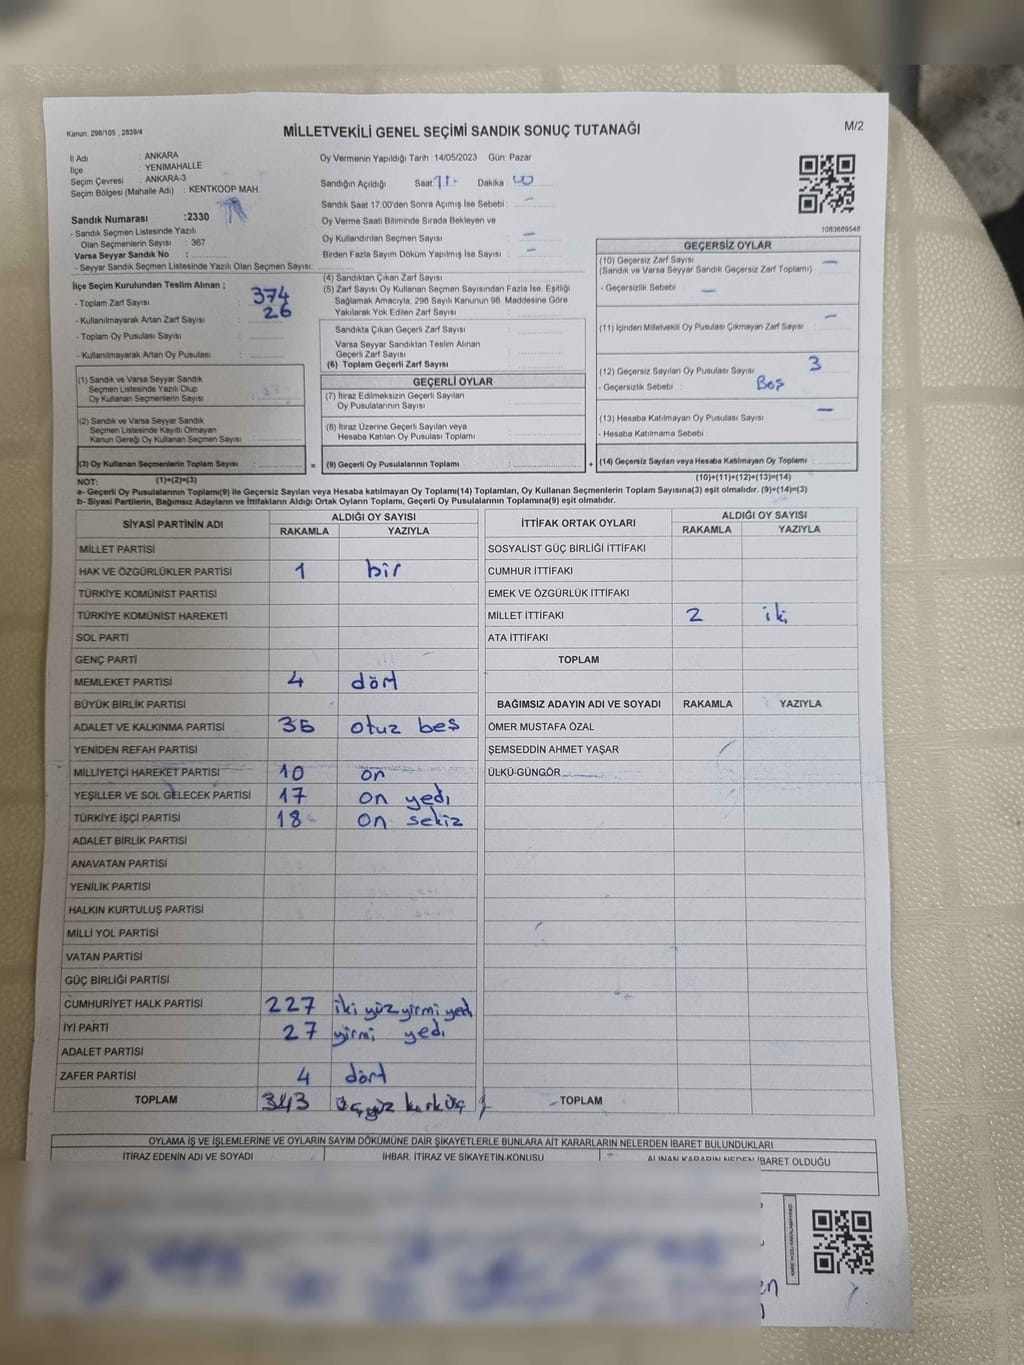 Kanun: 298/105 , 2839/4
MİLLETVEKİLİ GENEL SEÇİMİ SANDIK SONUÇ TUTANAĞI
M/2
İl Adı : ANKARA
İlçe : YENİMAHALLE
Seçim Çevresi : ANKARA-3
Seçim Bölgesi (Mahalle Adı) : KENTKOOP MAH.
Sandık Numarası :2330
- Sandık Seçmen Listesinde Yazılı
Olan Seçmenlerin Sayısı : 367
Varsa Seyyar Sandık No :
- Seyyar Sandık Seçmen Listesinde Yazılı Olan Seçmen Sayısı
Oy Vermenin Yapıldığı Tarih :14/05/2023 Gün: Pazar
Sandığın Açıldığı Saat Dakika
Sandık Saat 17:00'den Sonra Açımış İse Sebebi : -
Oy Verme Saati Bitiminde Sırada Bekleyen ve
Oy Kullandırılan Seçmen Sayısı : -
Birden Fazla Sayım Döküm Yapılmış İse Sayısı : -
1083689548
İlçe Seçim Kurulundan Teslim Alınan ;
- Toplam Zarf Sayısı : 374
- Kullanılmayarak Artan Zarf Sayısı : 26
- Toplam Oy Pusulası Sayısı :
- Kullanılmayarak Artan Oy Pusulası :
(4) Sandıktan Çıkan Zarf Sayısı :
(5) Zarf Sayısı Oy Kullanan Seçmen Sayısından Fazla İse, Eşitliği
Sağlamak Amacıyla, 298 Sayılı Kanunun 98. Maddesine Göre
Yakılarak Yok Edilen Zarf Sayısı :
Sandıkta Çıkan Geçerli Zarf Sayısı :
Varsa Seyyar Sandıktan Teslim Alınan
Geçerli Zarf Sayısı :
(6) Toplam Geçerli Zarf Sayısı :
GEÇERSİZ OYLAR
(10) Geçersiz Zarf Sayısı : -
(Sandık ve Varsa Seyyar Sandık Geçersiz Zarf Toplamı)
- Geçersizlik Sebebi : -
(11) İçinden Milletvekili Oy Pusulası Çıkmayan Zarf Sayısı : -
(12) Geçersiz Sayılan Oy Pusulası Sayısı : 3
- Geçersizlik Sebebi : Boş
(13) Hesaba Katılmayan Oy Pusulası Sayısı : -
- Hesaba Katılmama Sebebi :
(14) Geçersiz Sayılan veya Hesaba Katılmayan Oy Toplamı :
(10)+(11)+(12)+(13)=(14)
(1) Sandık ve Varsa Seyyar Sandık
Seçmen Listesinde Yazılı Olup
Oy Kullanan Seçmenlerin Sayısı :
(2) Sandık ve Varsa Seyyar Sandık
Seçmen Listesinde Kayıtlı Olmayan
Kanun Gereği Oy Kullanan Seçmen Sayısı :
(3) Oy Kullanan Seçmenlerin Toplam Sayısı :
=
GEÇERLİ OYLAR
(7) İtiraz Edilmeksizin Geçerli Sayılan
Oy Pusulalarının Sayısı :
(8) İtiraz Üzerine Geçerli Sayılan veya
Hesaba Katılan Oy Pusulası Toplamı :
(9) Geçerli Oy Pusulalarının Toplamı :
+
NOT: (1)+(2)=(3)
a- Geçerli Oy Pusulalarının Toplamı(9) ile Geçersiz Sayılan veya Hesaba katılmayan Oy Toplamı(14) Toplamları, Oy Kullanan Seçmenlerin Toplam Sayısına(3) eşit olmalıdır. (9)+(14)=(3)
b- Siyasi Partilerin, Bağımsız Adayların ve İttifakların Aldığı Ortak Oyların Toplamı, Geçerli Oy Pusulalarının Toplamına(9) eşit olmalıdır.
SİYASİ PARTİNİN ADI ALDIĞI OY SAYISI
RAKAMLA YAZIYLA
MİLLET PARTİSİ
HAK VE ÖZGÜRLÜKLER PARTİSİ 1 bir
TÜRKİYE KOMÜNİST PARTİSİ
TÜRKİYE KOMÜNİST HAREKETİ
SOL PARTİ
GENÇ PARTİ
MEMLEKET PARTİSİ 4 dört
BÜYÜK BİRLİK PARTİSİ
ADALET VE KALKINMA PARTİSİ 35 otuz beş
YENİDEN REFAH PARTİSİ
MİLLİYETÇİ HAREKET PARTİSİ 10 on
YEŞİLLER VE SOL GELECEK PARTİSİ 17 on yedi
TÜRKİYE İŞÇİ PARTİSİ 18 on sekiz
ADALET BİRLİK PARTİSİ
ANAVATAN PARTİSİ
YENİLİK PARTİSİ
HALKIN KURTULUŞ PARTİSİ
MİLLİ YOL PARTİSİ
VATAN PARTİSİ
GÜÇ BİRLİĞİ PARTİSİ
CUMHURİYET HALK PARTİSİ 227 iki yüz yirmi yedi
İYİ PARTİ 27 yirmi yedi
ADALET PARTİSİ
ZAFER PARTİSİ 4 dört
TOPLAM 343 üç yüz kırk üç
İTTİFAK ORTAK OYLARI ALDIĞI OY SAYISI
RAKAMLA YAZIYLA
SOSYALİST GÜÇ BİRLİĞİ İTTİFAKI
CUMHUR İTTİFAKI
EMEK VE ÖZGÜRLÜK İTTİFAKI
MİLLET İTTİFAKI 2 iki
ATA İTTİFAKI
TOPLAM
BAĞIMSIZ ADAYIN ADI VE SOYADI RAKAMLA YAZIYLA
ÖMER MUSTAFA ÖZAL
ŞEMSEDDİN AHMET YAŞAR
ÜLKÜ GÜNGÖR
TOPLAM
OYLAMA İŞ VE İŞLEMLERİNE VE OYLARIN SAYIM DÖKÜMÜNE DAİR ŞİKAYETLERLE BUNLARA AİT KARARLARIN NELERDEN İBARET BULUNDUKLARI
İTİRAZ EDENİN ADI VE SOYADI İHBAR, İTİRAZ VE ŞİKAYETİN KONUSU ALINAN KARARIN NEDEN İBARET OLDUĞU